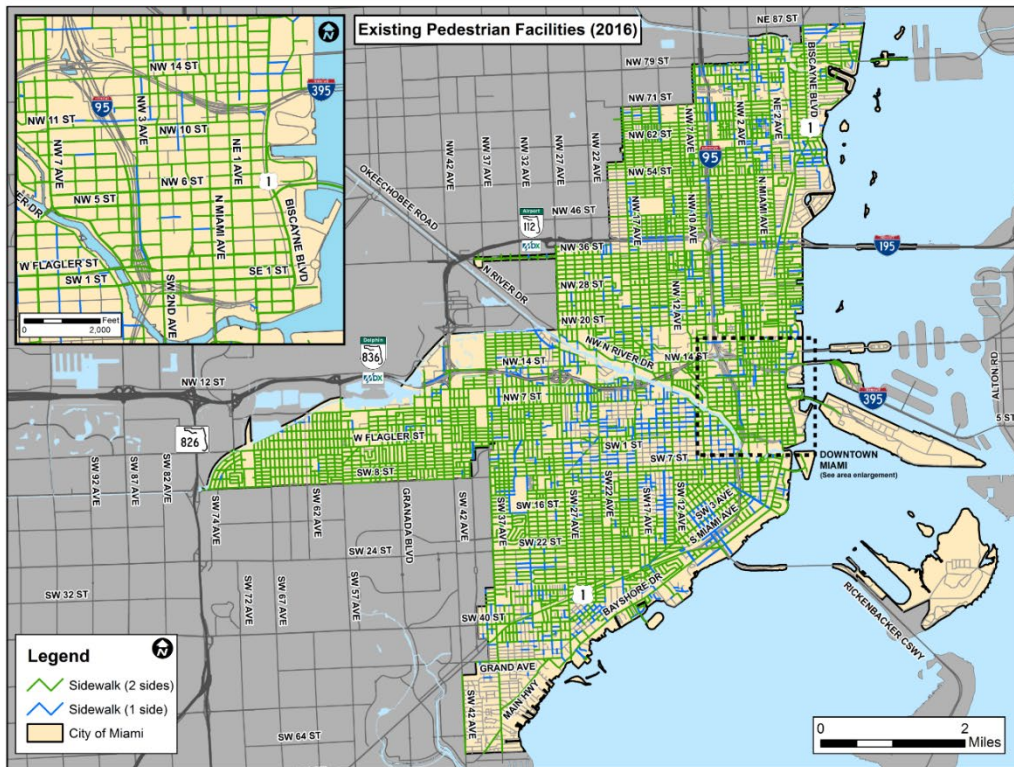 Existing Pedestrian Facilities (2016)
NW 14 ST
395
95
NW 3 AVE
NW 11 ST
NW 10 ST
NW 7 AVE
NE 1 AVE
NW 6 ST
1
NW 5 ST
N MIAMI AVE
BISCAYNE BLVD
ER DR
W FLAGLER ST
SW 1 ST
SE 1 ST
SW 2ND AVE
Feet
0 2,000
NE 87 ST
NW 79 ST
BISCAYNE BLVD
NW 71 ST
NW 2 AVE
NE 2 AVE
NW 62 ST
NW 7 AVE
1
95
NW 42 AVE
NW 37 AVE
NW 32 AVE
NW 27 AVE
NW 22 AVE
NW 54 ST
OKEECHOBEE ROAD
NW 17 AVE
NW 10 AVE
N MIAMI AVE
NW 46 ST
Airport
112
mbx
NW 36 ST
195
N RIVER DR
NW 28 ST
NW 12 AVE
NW 20 ST
Dolphin
836
mbx
NW N RIVER DR
NW 14 ST
NW 14 ST
NW 12 ST
NW 7 ST
395
ALTON RD
5 ST
826
W FLAGLER ST
SW 1 ST
SW 8 ST
SW 7 ST
DOWNTOWN
MIAMI
(See area enlargement)
SW 92 AVE
SW 87 AVE
SW 82 AVE
SW 74 AVE
SW 62 AVE
GRANADA BLVD
SW 42 AVE
SW 37 AVE
SW 16 ST
SW 27 AVE
SW 22 AVE
SW 17 AVE
SW 12 AVE
SW 3 AVE
S MIAMI AVE
SW 22 ST
SW 24 ST
SW 32 ST
SW 72 AVE
SW 67 AVE
SW 57 AVE
1
BAYSHORE DR
SW 40 ST
RICKENBACKER CSWY
GRAND AVE
SW 42 AVE
MAIN HWY
SW 64 ST
Legend
Sidewalk (2 sides)
Sidewalk (1 side)
City of Miami
0 2
Miles